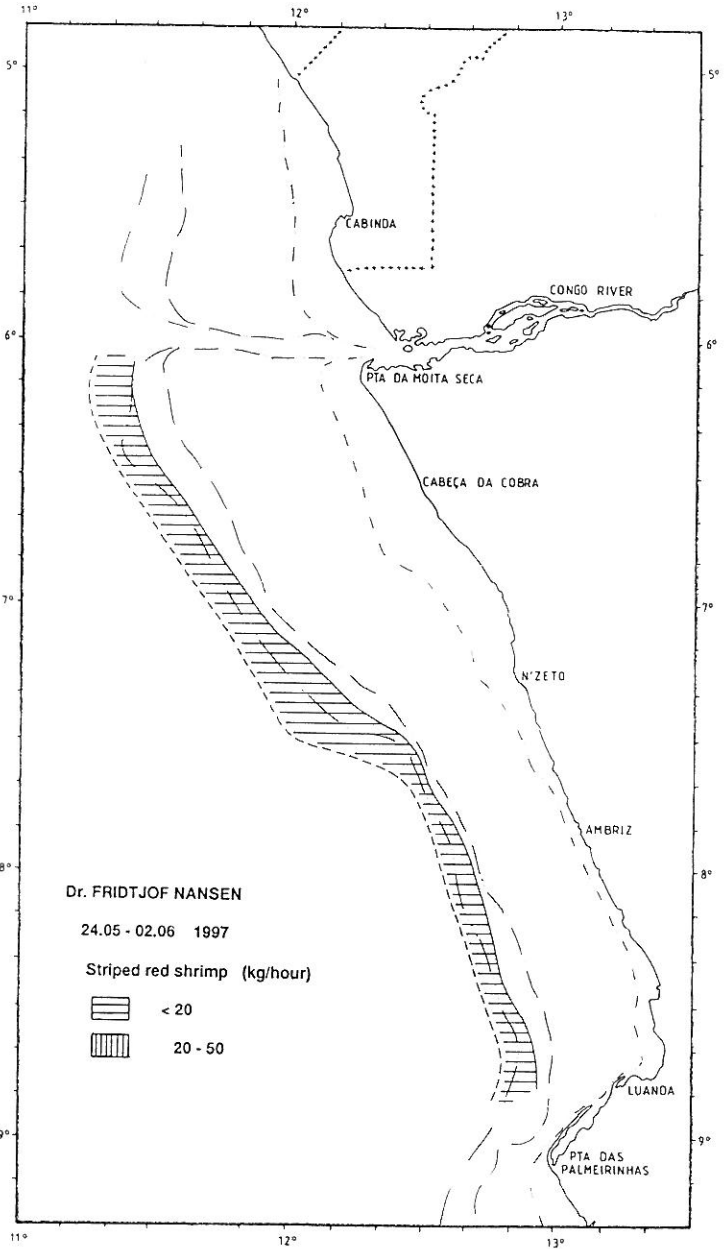 11°
12°
13°
5°
5°
CABINDA
CONGO RIVER
6°
6°
PTA DA MOITA SECA
CABEÇA DA COBRA
7°
7°
N'ZETO
AMBRIZ
8°
8°
Dr. FRIDTJOF NANSEN
24.05 - 02.06 1997
Striped red shrimp (kg/hour)
< 20
20 - 50
LUANDA
9°
9°
PTA DAS
PALMEIRINHAS
11°
12°
13°